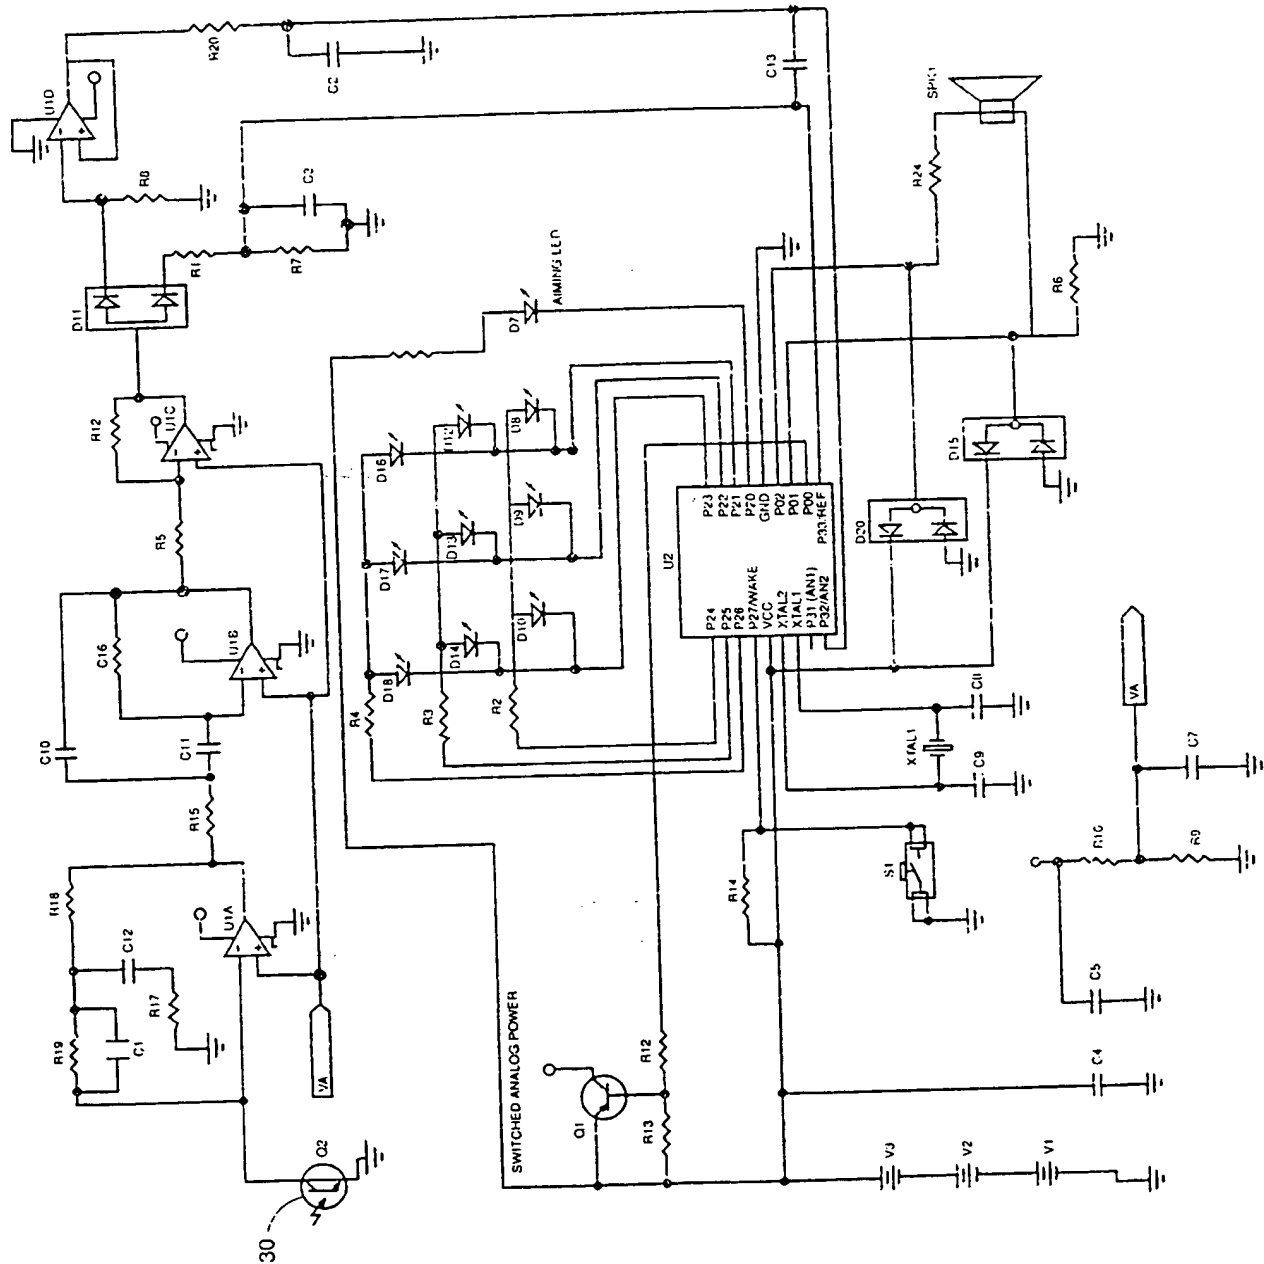 U1D
R20
C2
C13
R8
D11
R7
SPK1
R24
R12
U1C
R5
D7
AIMING LED
D16
D12
D8
D17
D13
D9
D18
D14
D10
R4
R3
R2
R6
C10
C16
U1B
C11
R15
U2
P23
P22
P21
P20
GND
P02
P01
P00
P33/REF
P24
P25
P26
P27/WAKE
VCC
XTAL2
XTAL1
P31 (AN1)
P32/AN2
D20
D15
R18
C12
U1A
R19
C1
R17
VA
Q2
30
SWITCHED ANALOG POWER
Q1
R12
R13
R14
S1
XTAL1
C9
VA
C7
R9
C5
C4
V3
V2
V1